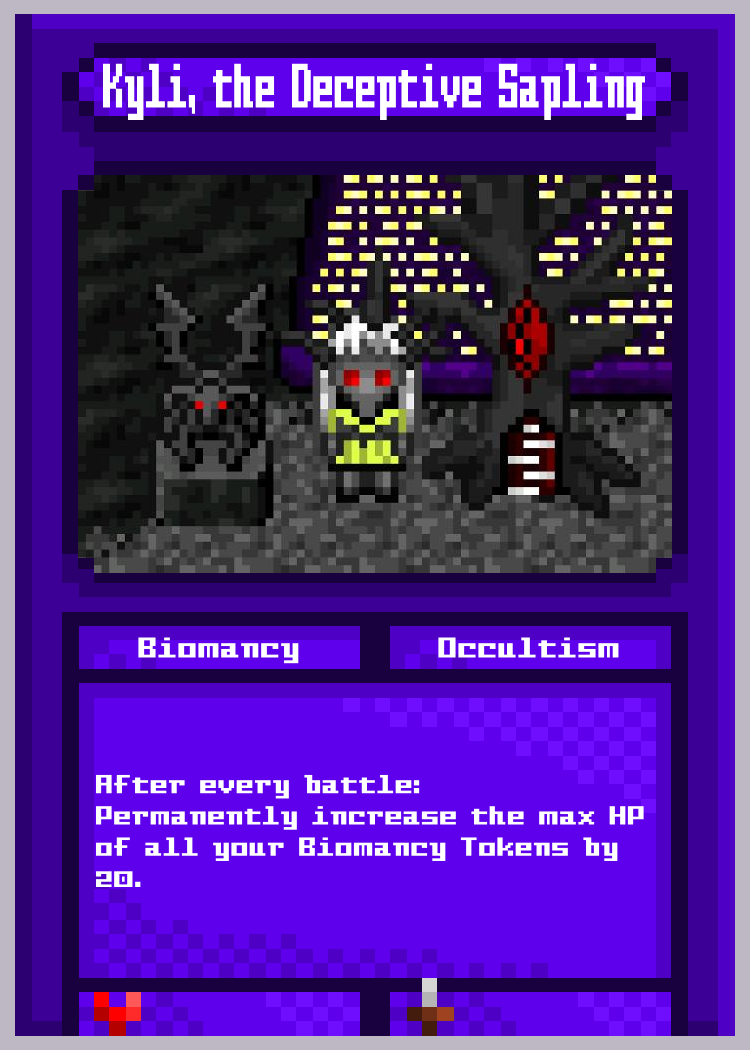 Kyli, the Deceptive Sapling
Biomancy
Occultism
After every battle:
Permanently increase the max HP
of all your Biomancy Tokens by
20.